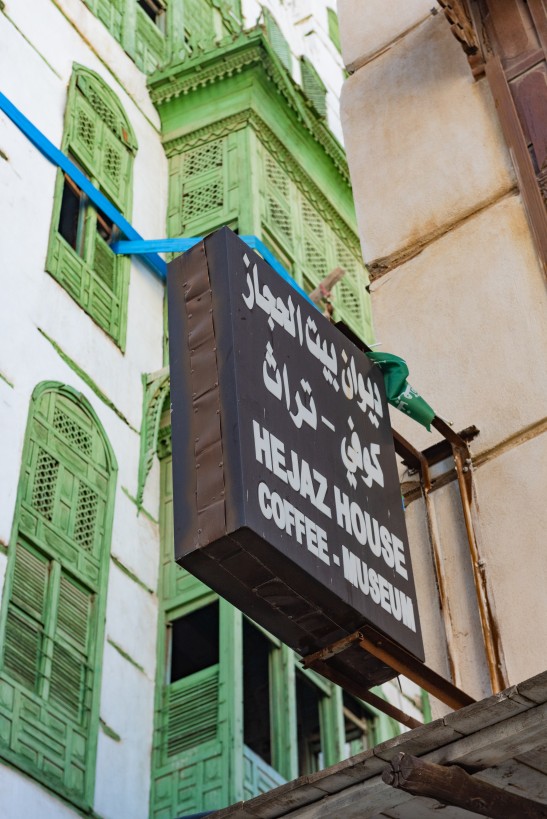 ديوان بيت الحجاز
كوفي - تراث
HEJAZ HOUSE
COFFEE - MUSEUM